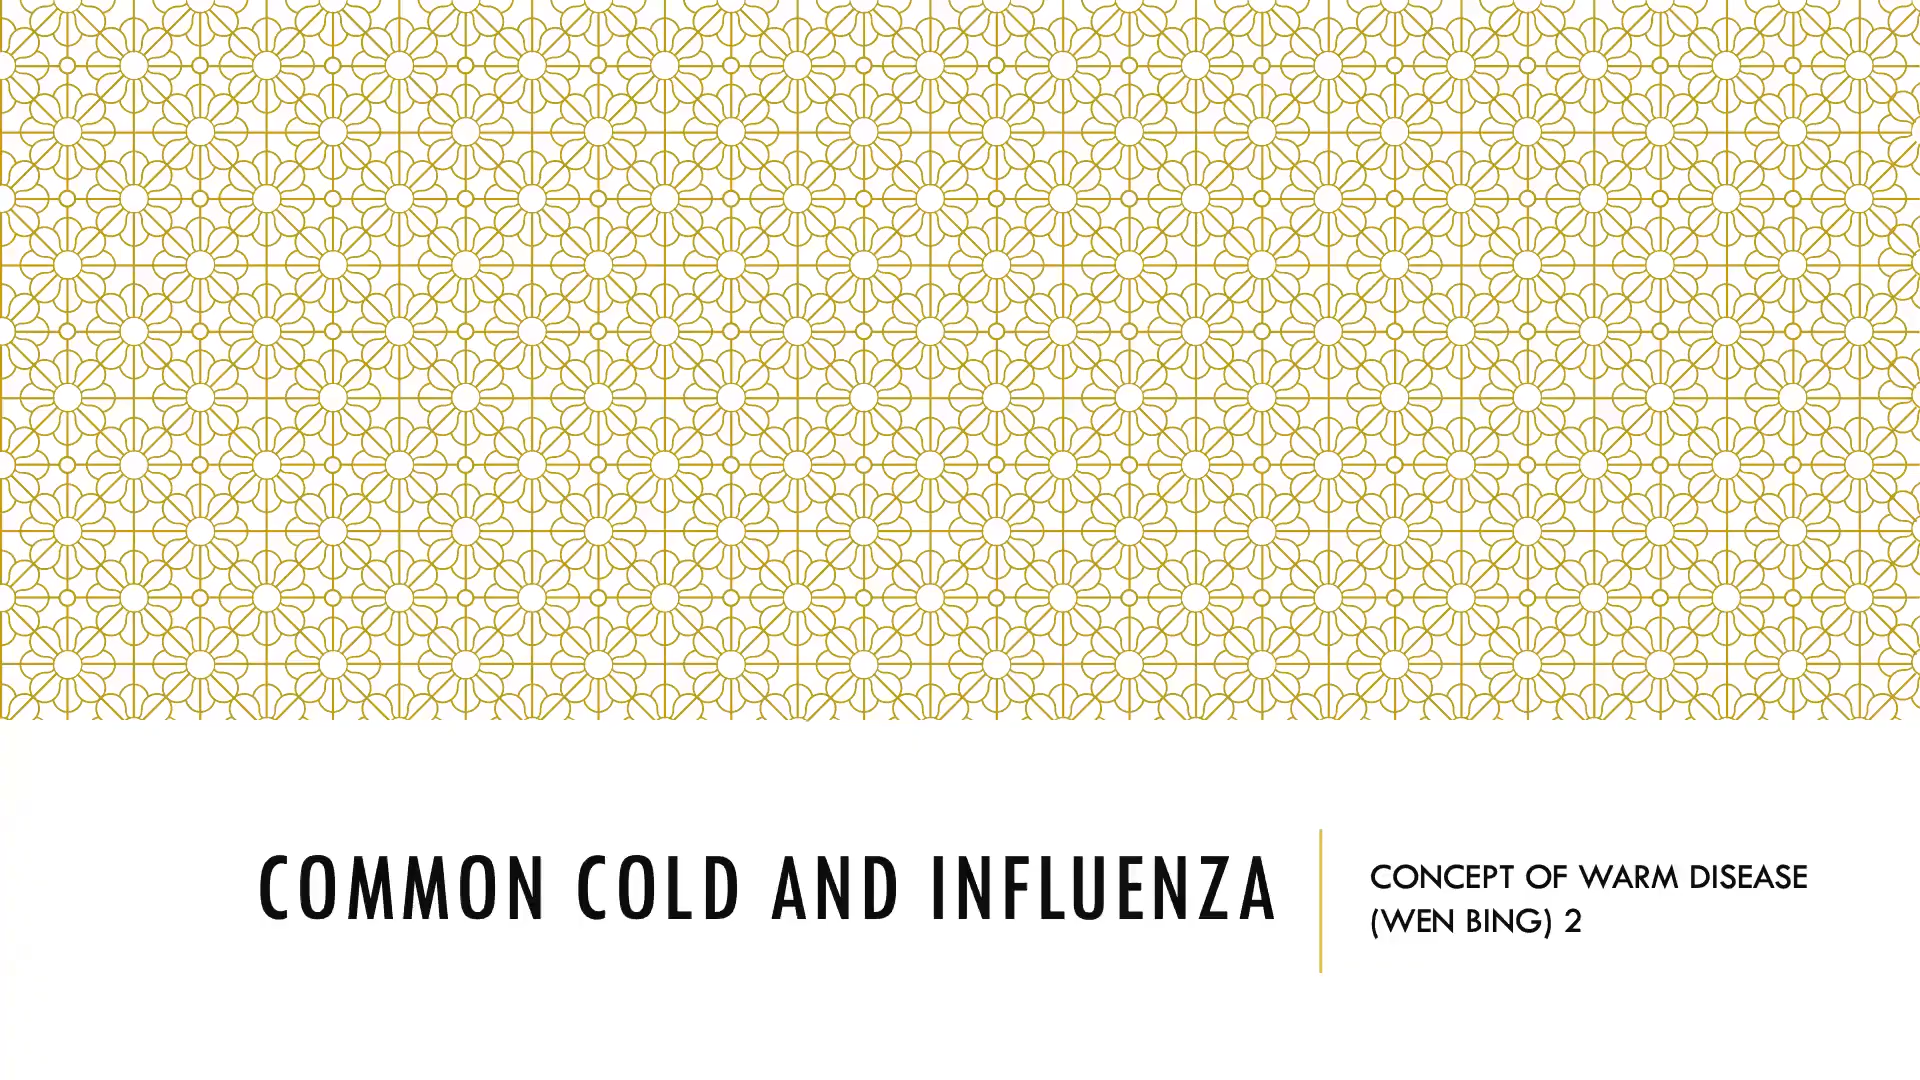 COMMON COLD AND INFLUENZA
CONCEPT OF WARM DISEASE
(WEN BING) 2